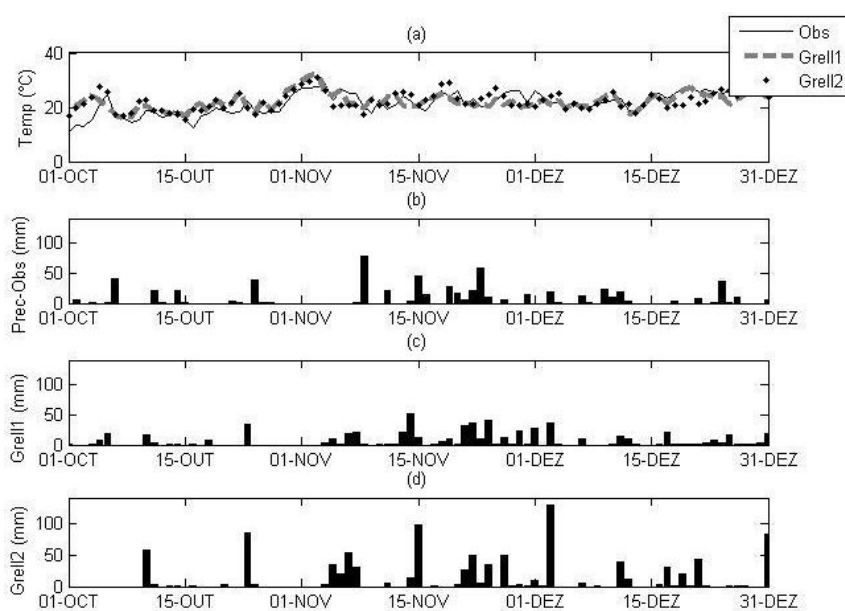 (a)
Obs
Grell1
Grell2
Temp (°C)
40
20
0
01-OCT 15-OUT 01-NOV 15-NOV 01-DEZ 15-DEZ 31-DEZ
(b)
Prec-Obs (mm)
100
50
0
01-OCT 15-OUT 01-NOV 15-NOV 01-DEZ 15-DEZ 31-DEZ
(c)
Grell1 (mm)
100
50
0
01-OCT 15-OUT 01-NOV 15-NOV 01-DEZ 15-DEZ 31-DEZ
(d)
Grell2 (mm)
100
50
0
01-OCT 15-OUT 01-NOV 15-NOV 01-DEZ 15-DEZ 31-DEZ